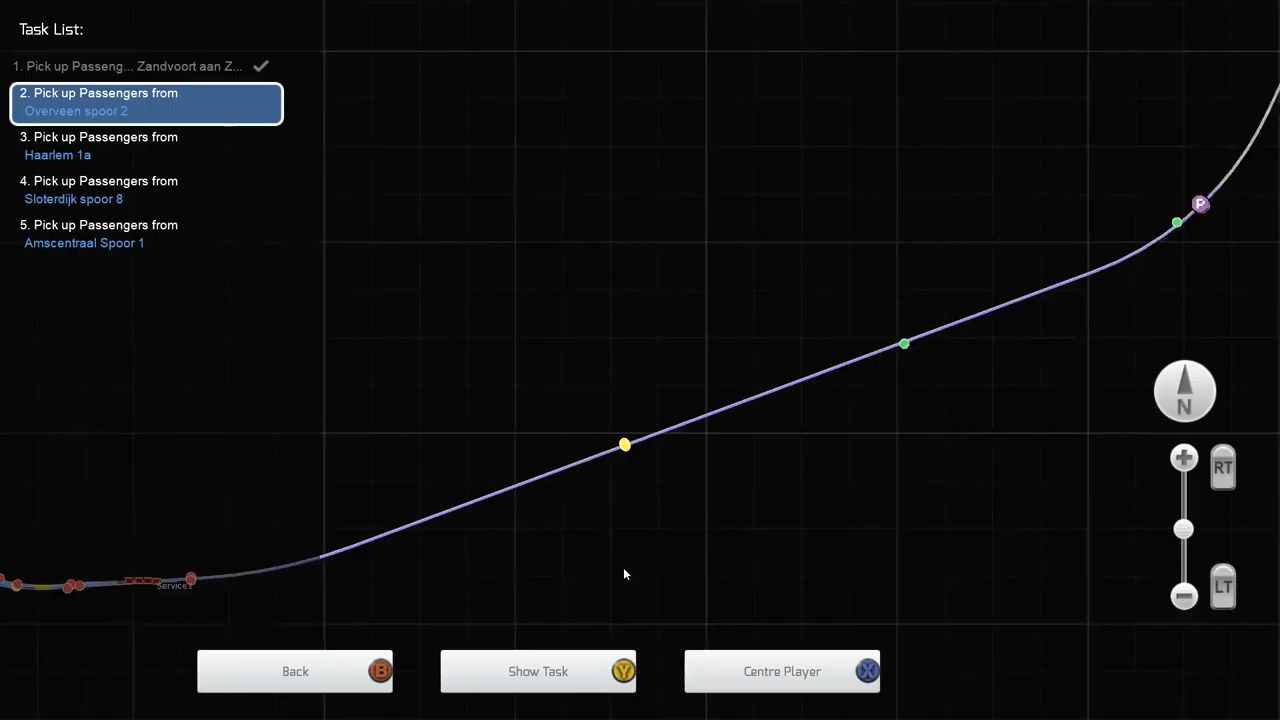 Task List:
1. Pick up Passeng... Zandvoort aan Z...
2. Pick up Passengers from
Overveen spoor 2
3. Pick up Passengers from
Haarlem 1a
4. Pick up Passengers from
Sloterdijk spoor 8
5. Pick up Passengers from
Amscentraal Spoor 1
P
N
RT
LT
Service1
Back B
Show Task Y
Centre Player X